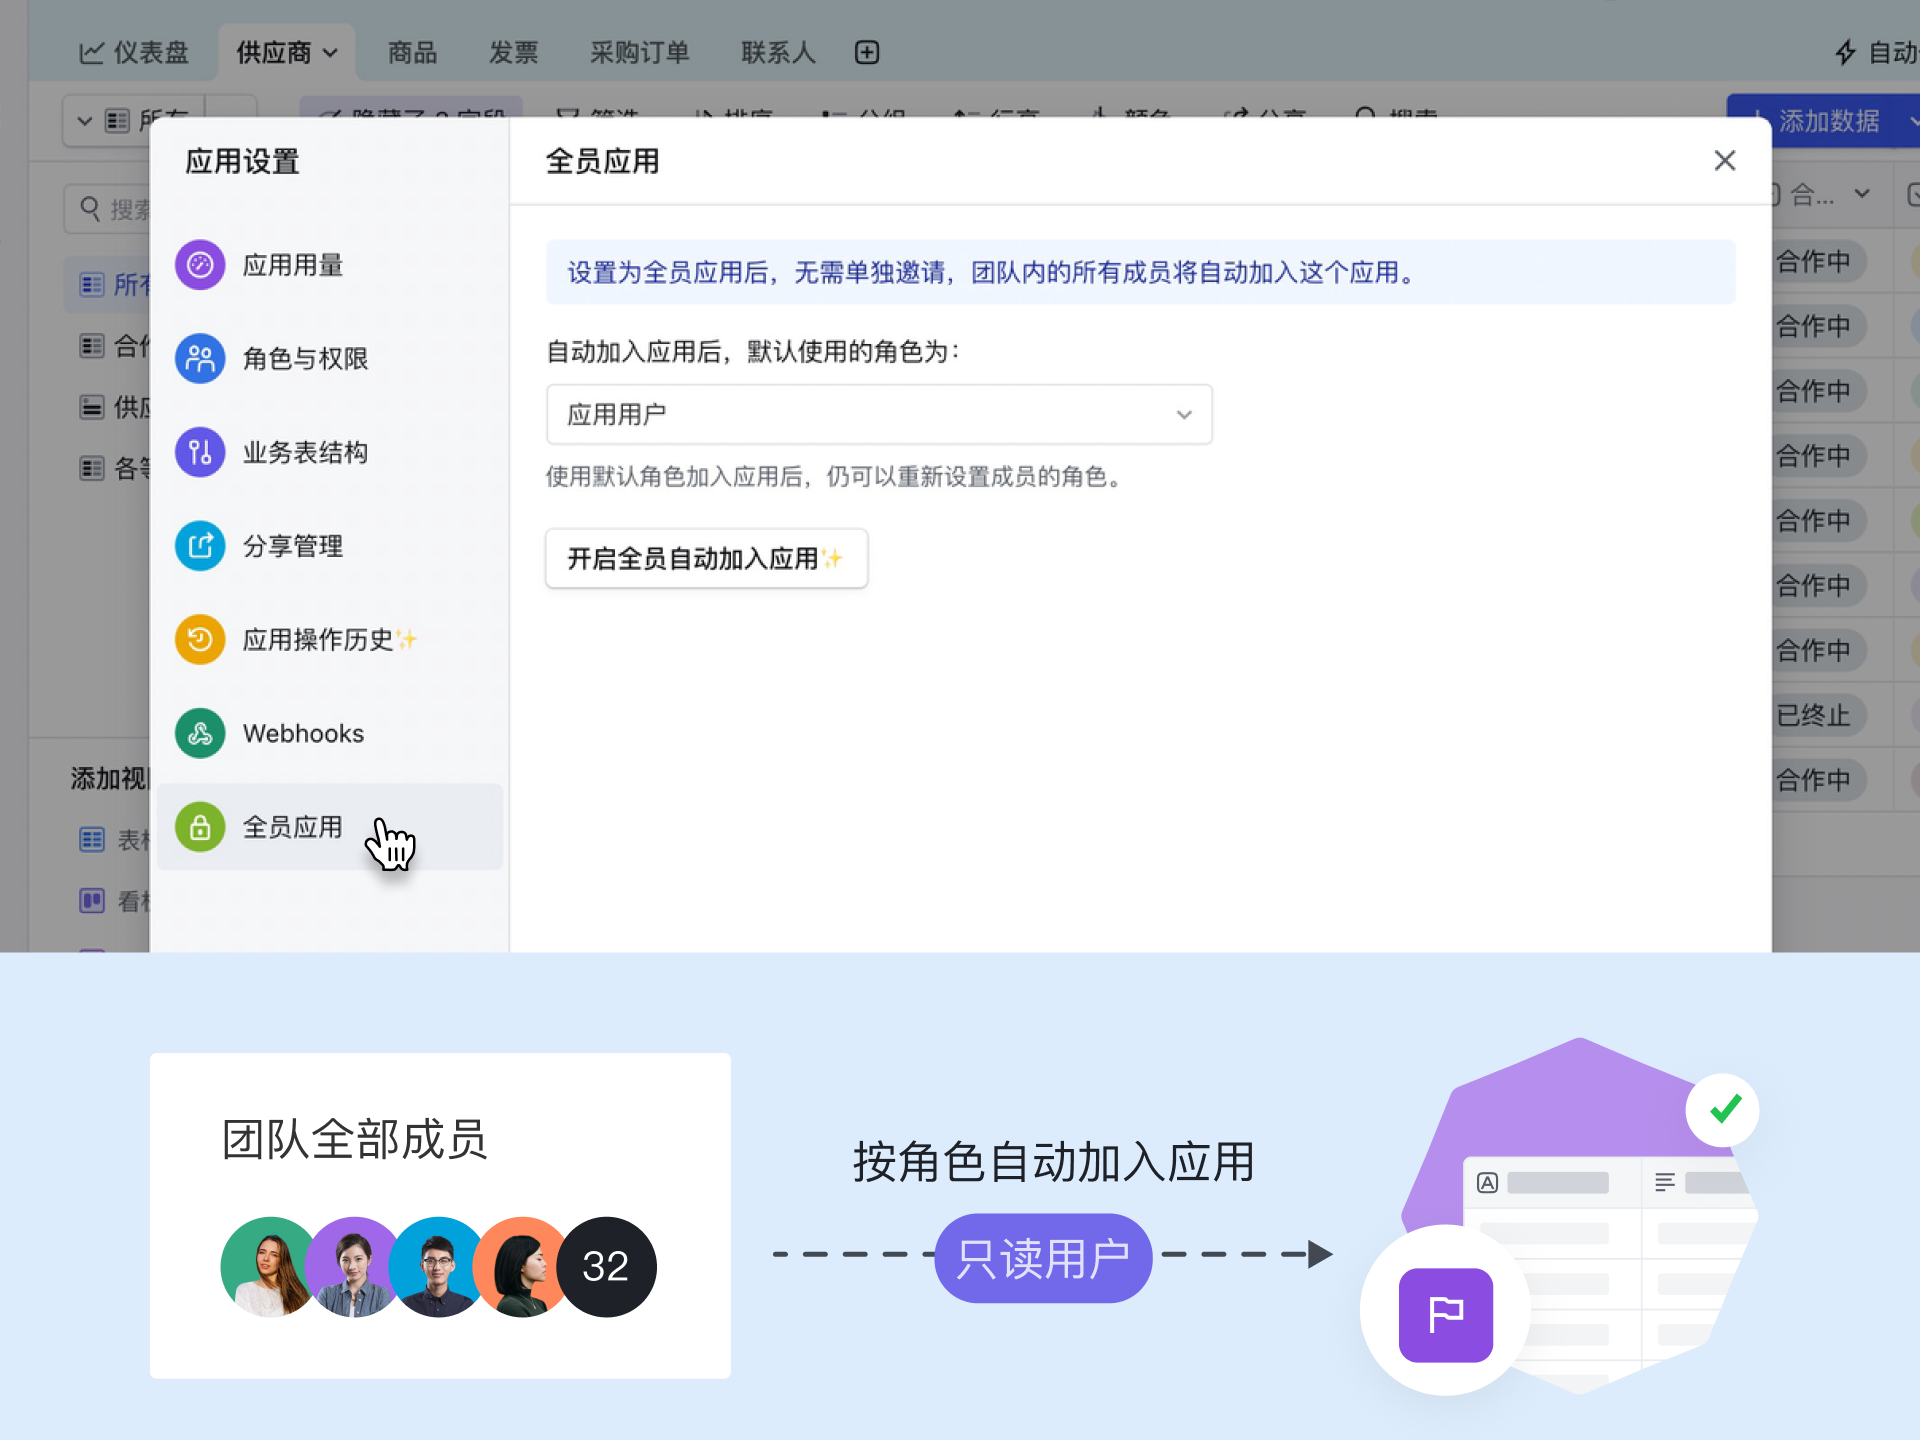 仪表盘
供应商
商品
发票
采购订单
联系人
自动
所有
隐藏了 2 字段
筛选
排序
分组
行高
颜色
分享
搜索
添加数据
应用设置
全员应用
搜索
合...
应用用量
设置为全员应用后，无需单独邀请，团队内的所有成员将自动加入这个应用。
合作中
所有
合作中
自动加入应用后，默认使用的角色为：
角色与权限
合作
合作中
应用用户
供应
业务表结构
合作中
使用默认角色加入应用后，仍可以重新设置成员的角色。
各等
合作中
分享管理
开启全员自动加入应用✨
合作中
应用操作历史✨
合作中
已终止
Webhooks
添加视
合作中
全员应用
表格
看板
团队全部成员
32
按角色自动加入应用
只读用户
A